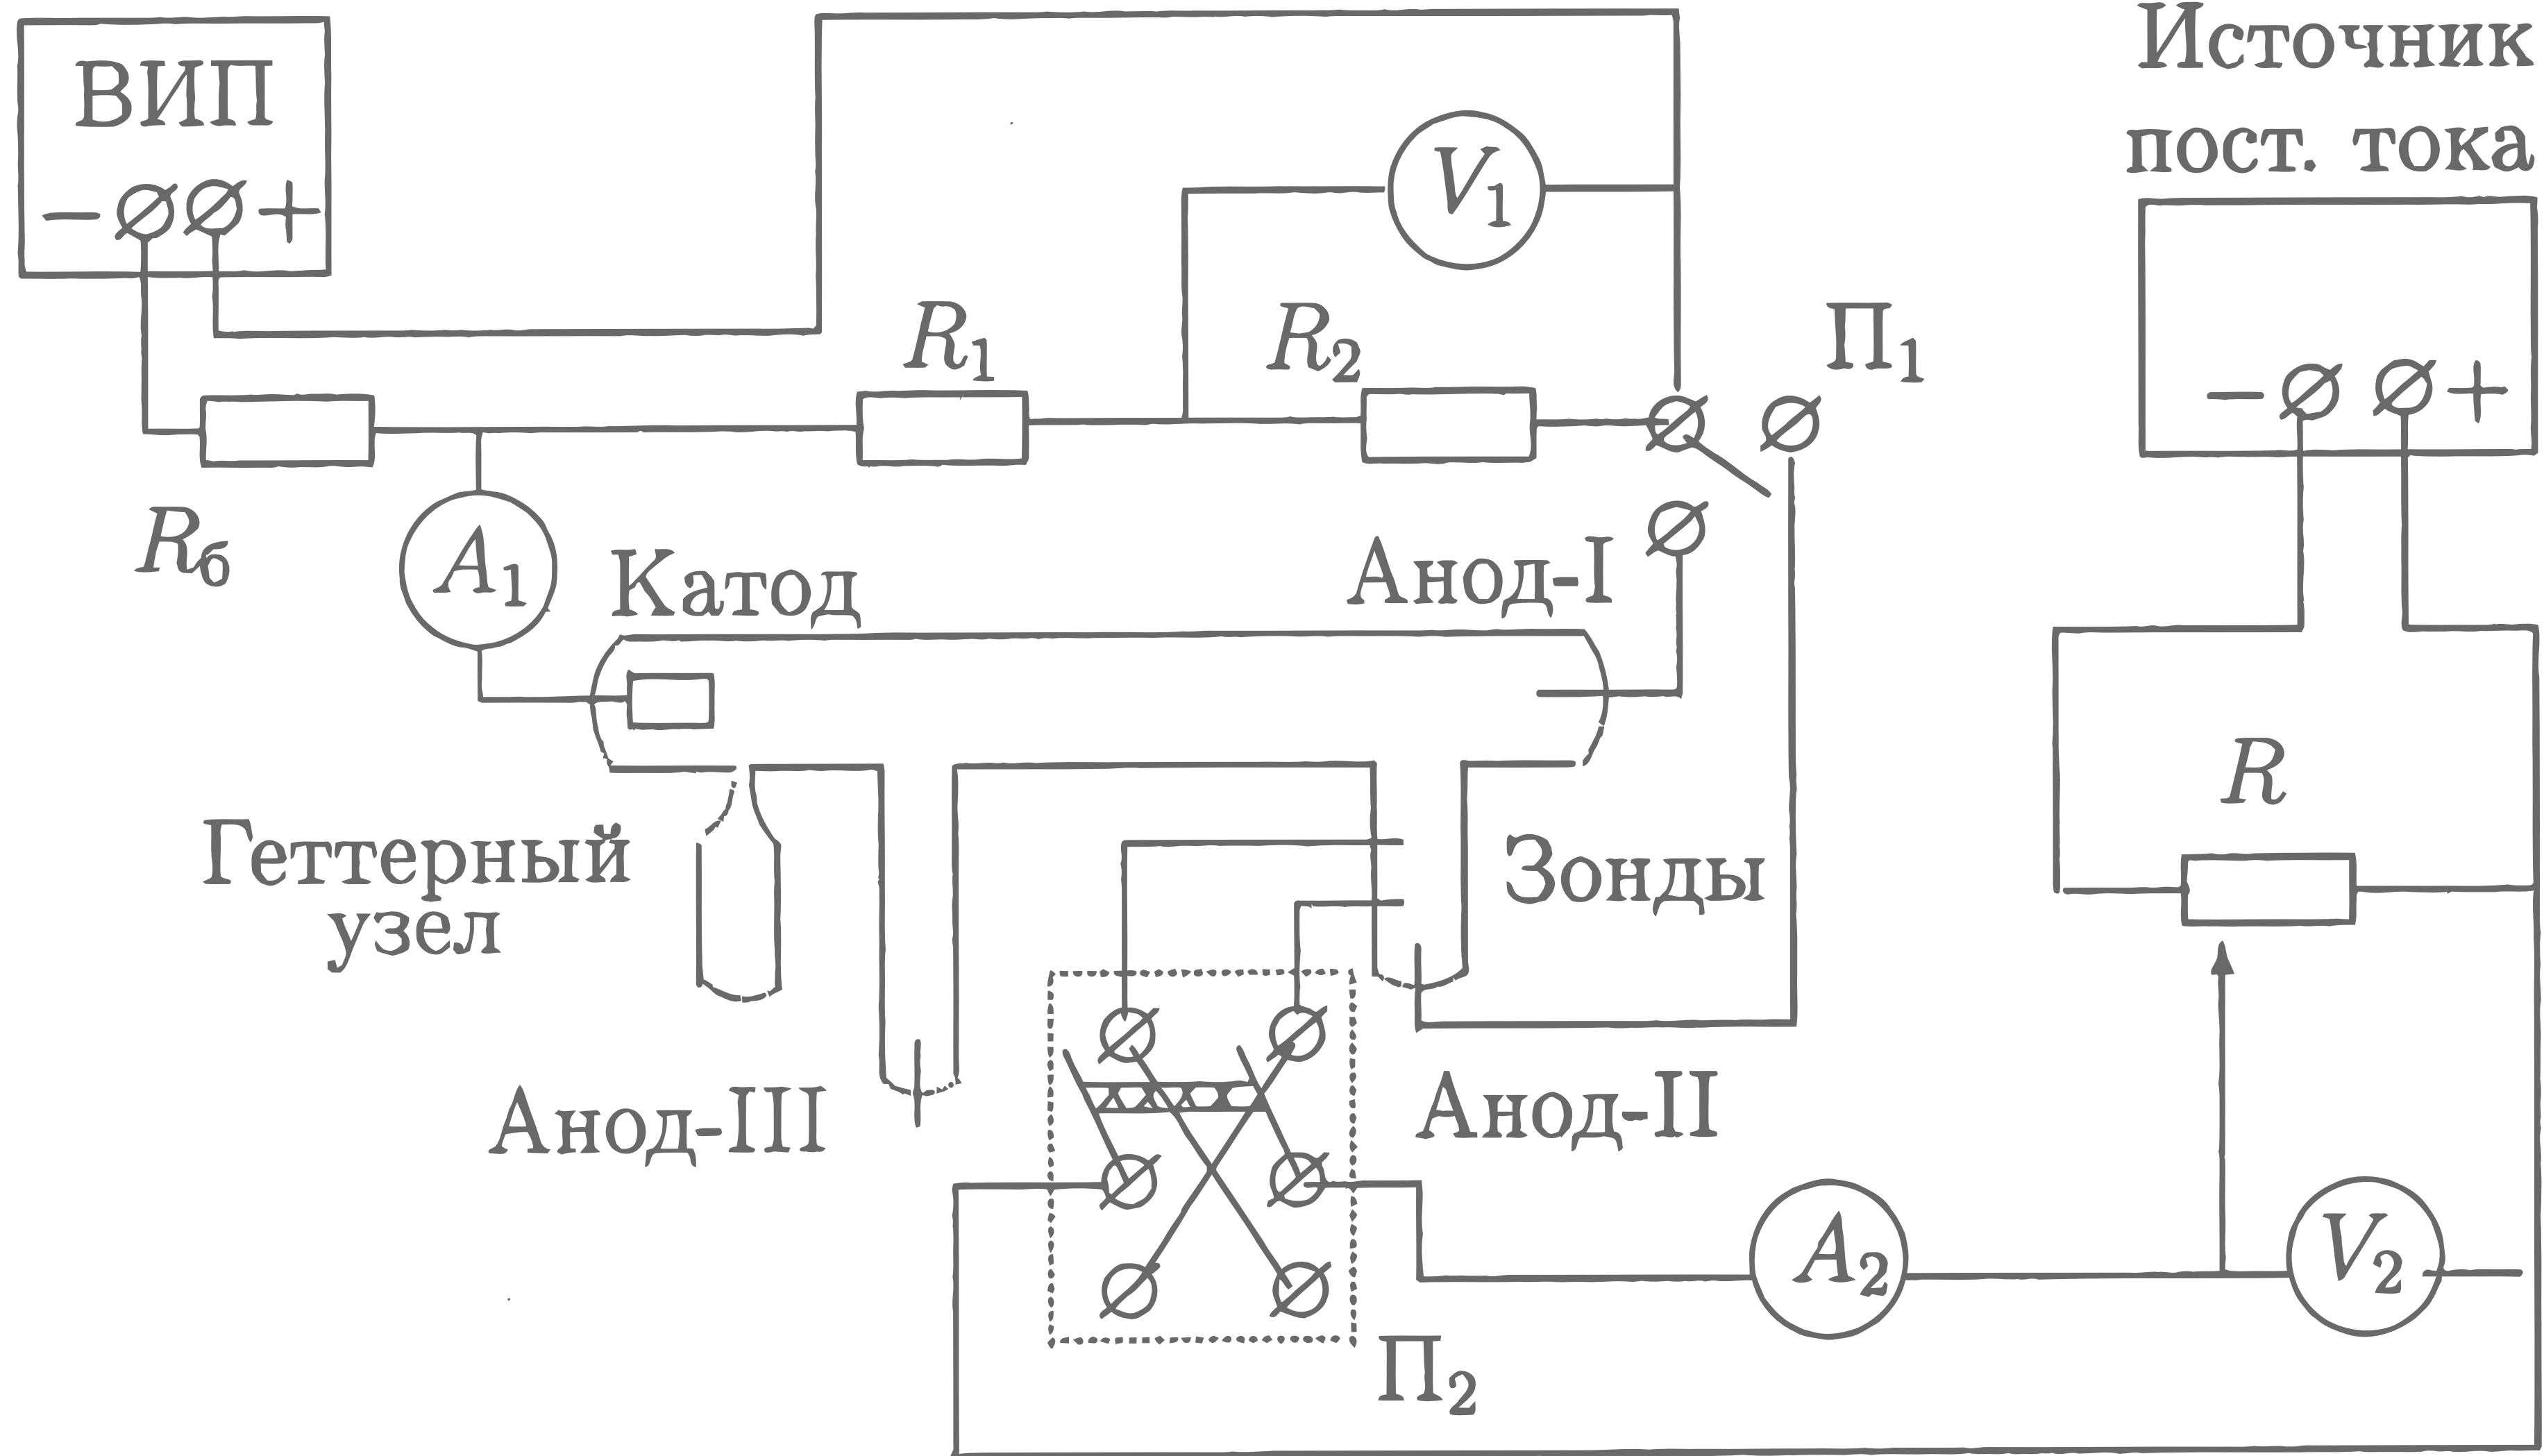 ВИП
− +
Источник
пост. тока
− +
V₁
R₁
R₂
П₁
Rб
A₁
Катод
Анод-I
R
Геттерный
узел
Зонды
Анод-III
Анод-II
A₂
V₂
П₂